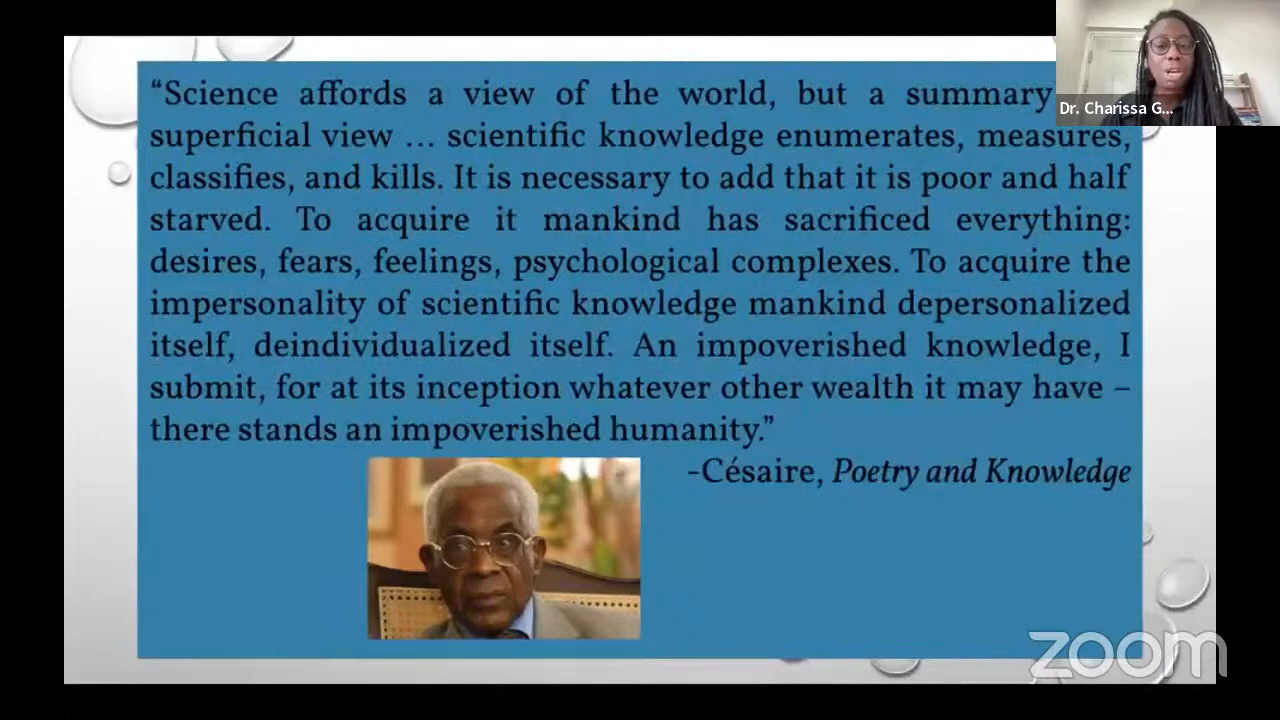 “Science affords a view of the world, but a summary
superficial view … scientific knowledge enumerates, measures,
classifies, and kills. It is necessary to add that it is poor and half
starved. To acquire it mankind has sacrificed everything:
desires, fears, feelings, psychological complexes. To acquire the
impersonality of scientific knowledge mankind depersonalized
itself, deindividualized itself. An impoverished knowledge, I
submit, for at its inception whatever other wealth it may have –
there stands an impoverished humanity.”
-Césaire, Poetry and Knowledge
Dr. Charissa G...
zoom